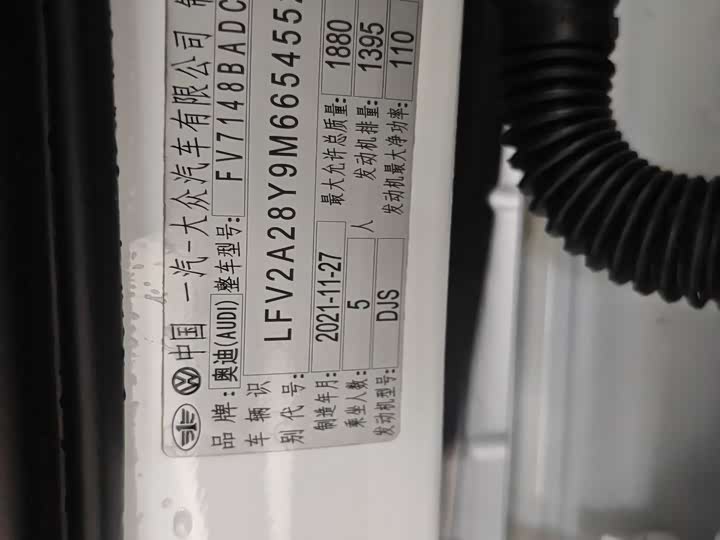 中国 一汽-大众汽车有限公司 制
品牌: 奥迪(AUDI) 整车型号: FV7148BADC
车辆识别代号: LFV2A28Y9M665455
制造年月: 2021-11-27 最大允许总质量: 1880
乘坐人数: 5 人 发动机排量: 1395
发动机型号: DJS 发动机最大净功率: 110